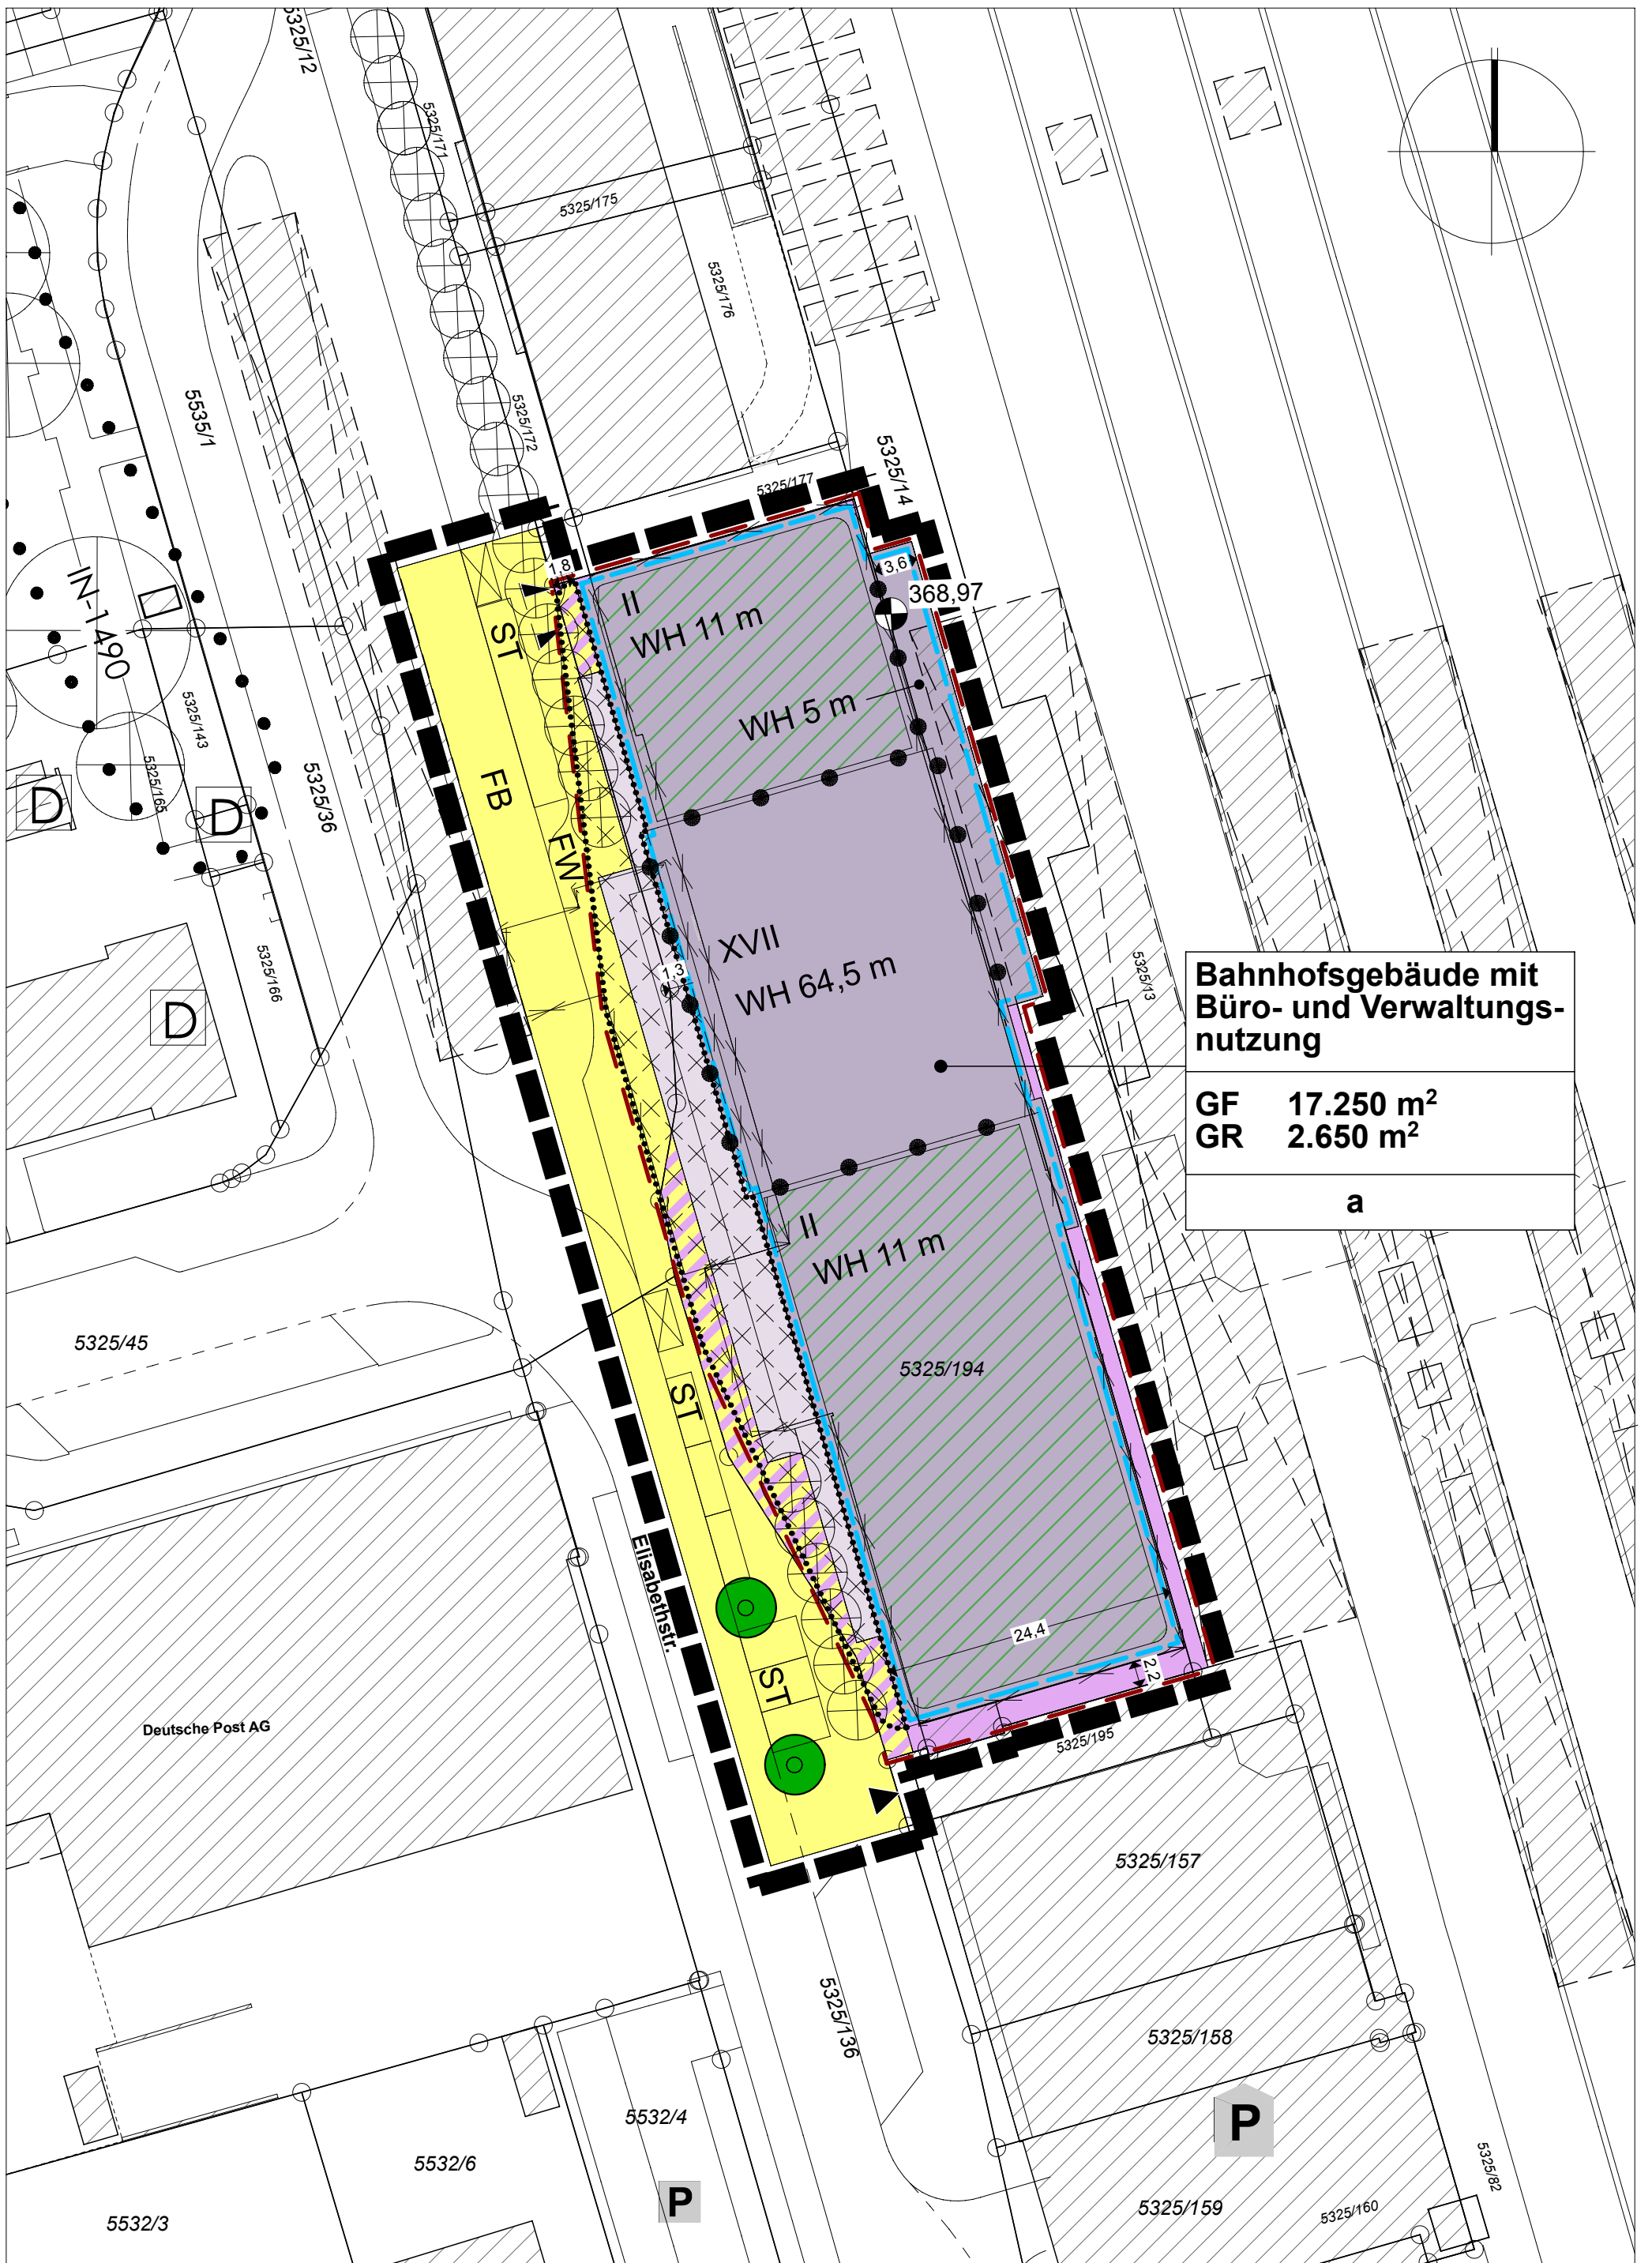 5325/12
5325/171
5325/175
5325/176
5325/172
5535/1
5325/14
5325/177
1,8
3,6
368,97
IN-1490
II
WH 11 m
ST
WH 5 m
5325/143
5325/165
5325/36
D
D
FB
FW
XVII
WH 64,5 m
1,3
5325/166
D
5325/13
Bahnhofsgebäude mit
Büro- und Verwaltungs-
nutzung
GF 17.250 m²
GR 2.650 m²
a
II
WH 11 m
5325/45
5325/194
ST
Elisabethstr.
24,4
2,2
ST
Deutsche Post AG
5325/195
5325/157
5325/136
5325/158
5532/4
P
5532/6
P
5325/82
5532/3
5325/159
5325/160